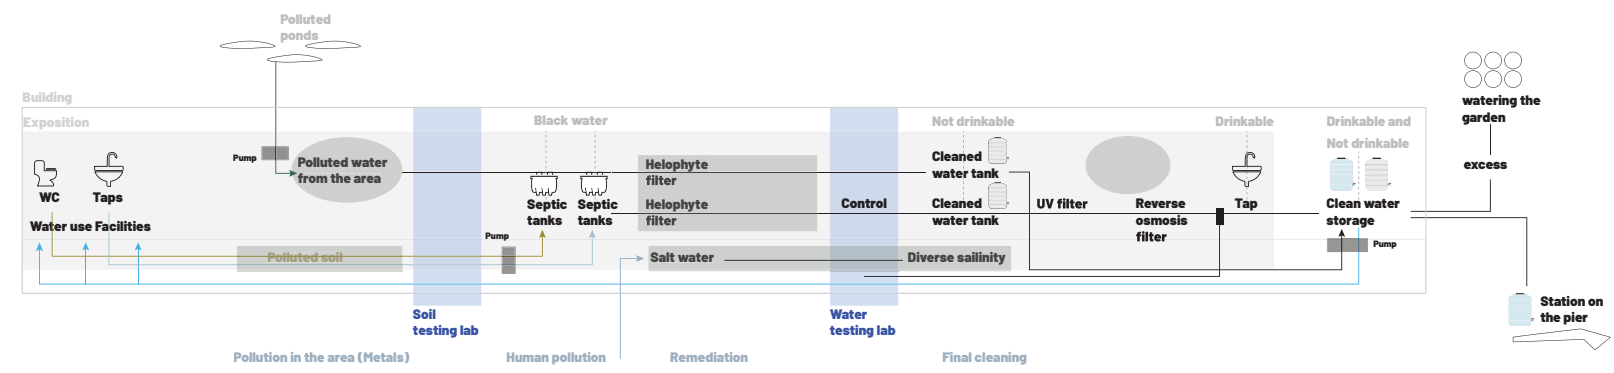 Polluted
ponds
Building
Exposition
Black water
Not drinkable
Drinkable
Drinkable and
Not drinkable
watering the
garden
excess
Pump
Polluted water
from the area
Helophyte
filter
Cleaned
water tank
WC
Taps
Septic
tanks
Septic
tanks
Helophyte
filter
Control
Cleaned
water tank
UV filter
Reverse
osmosis
filter
Tap
Clean water
storage
Water use Facilities
Pump
Pump
Polluted soil
Salt water
Diverse sailinity
Station on
the pier
Soil
testing lab
Water
testing lab
Pollution in the area (Metals)
Human pollution
Remediation
Final cleaning